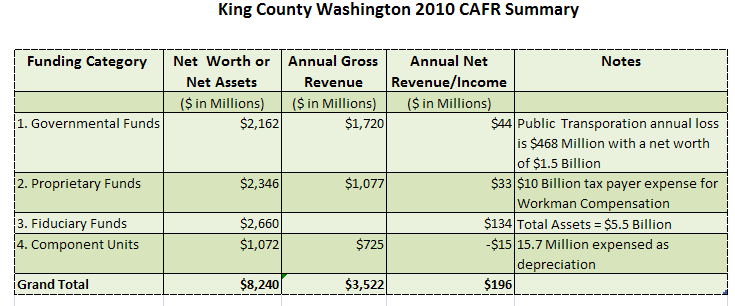 King County Washington 2010 CAFR Summary
Funding Category Net Worth or Annual Gross Annual Net Notes
Net Assets Revenue Revenue/Income
($ in Millions) ($ in Millions) ($ in Millions)
1. Governmental Funds $2,162 $1,720 $44 Public Transporation annual loss
is $468 Million with a net worth
of $1.5 Billion
2. Proprietary Funds $2,346 $1,077 $33 $10 Billion tax payer expense for
Workman Compensation
3. Fiduciary Funds $2,660 $134 Total Assets = $5.5 Billion
4. Component Units $1,072 $725 -$15 15.7 Million expensed as
depreciation
Grand Total $8,240 $3,522 $196